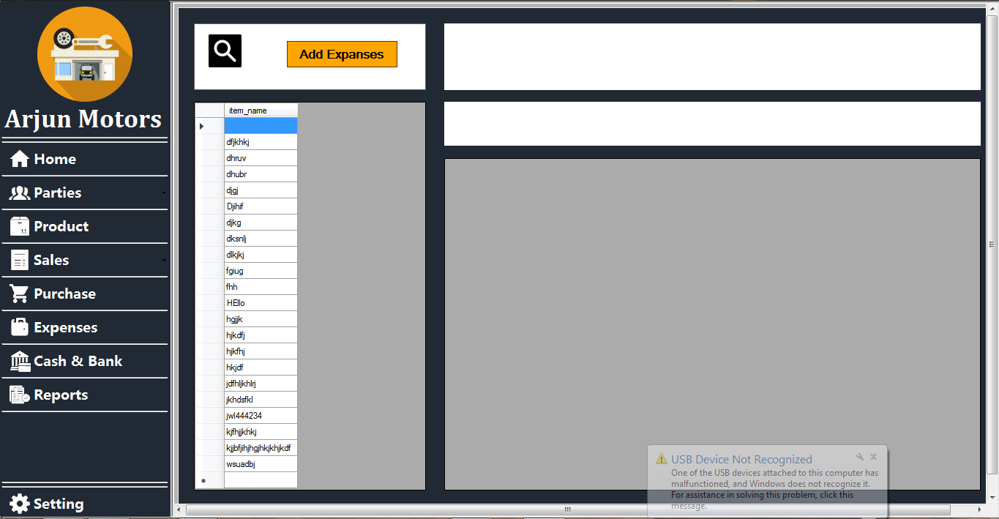 Arjun Motors
Home
Parties
Product
Sales
Purchase
Expenses
Cash & Bank
Reports
Setting
Add Expanses
item_name
dfjkhkj
dhruv
dhubr
djgj
Djihif
djkg
dksnlj
dlkjkj
fgiug
fhh
HEllo
hgjjk
hjkdfj
hjkfhj
hkjdf
jdfhljkhlrj
jkhdsfkl
jwl444234
kjfhjjkhkj
kjjbfjihjhgjhkjkhjkdf
wsuadbj
USB Device Not Recognized
One of the USB devices attached to this computer has
malfunctioned, and Windows does not recognize it.
For assistance in solving this problem, click this
message.